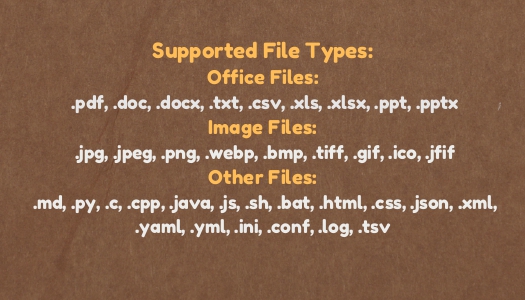 Supported File Types:
Office Files:
.pdf, .doc, .docx, .txt, .csv, .xls, .xlsx, .ppt, .pptx
Image Files:
.jpg, .jpeg, .png, .webp, .bmp, .tiff, .gif, .ico, .jfif
Other Files:
.md, .py, .c, .cpp, .java, .js, .sh, .bat, .html, .css, .json, .xml,
.yaml, .yml, .ini, .conf, .log, .tsv